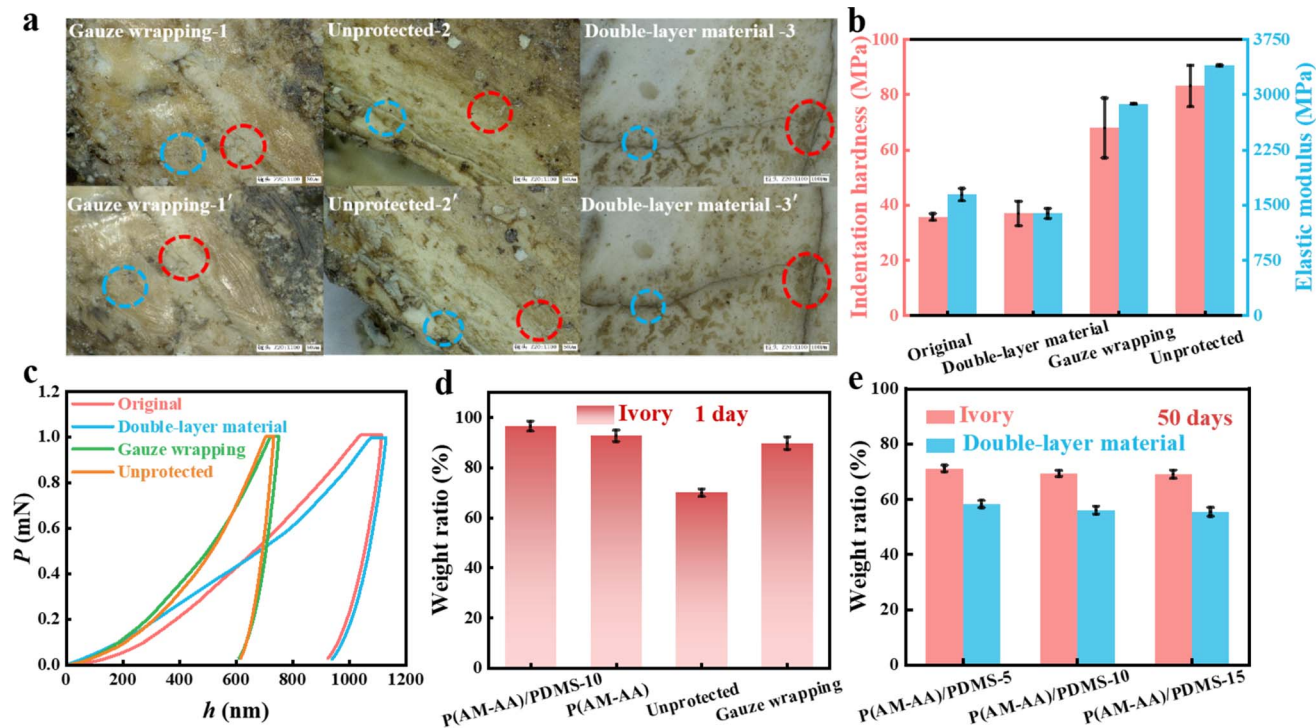 a
Gauze wrapping-1
Unprotected-2
Double-layer material -3
Gauze wrapping-1′
Unprotected-2′
Double-layer material -3′
b
Indentation hardness (MPa)
100
80
60
40
20
0
Elastic modulus (MPa)
3750
3000
2250
1500
750
0
Original
Double-layer material
Gauze wrapping
Unprotected
c
P (mN)
1.2
1.0
0.8
0.6
0.4
0.2
0.0
Original
Double-layer material
Gauze wrapping
Unprotected
0 200 400 600 800 1000 1200
h (nm)
d
Weight ratio (%)
100
80
60
40
20
0
Ivory 1 day
P(AM-AA)/PDMS-10
P(AM-AA)
Unprotected
Gauze wrapping
e
Weight ratio (%)
100
80
60
40
20
0
Ivory 50 days
Double-layer material
P(AM-AA)/PDMS-5
P(AM-AA)/PDMS-10
P(AM-AA)/PDMS-15